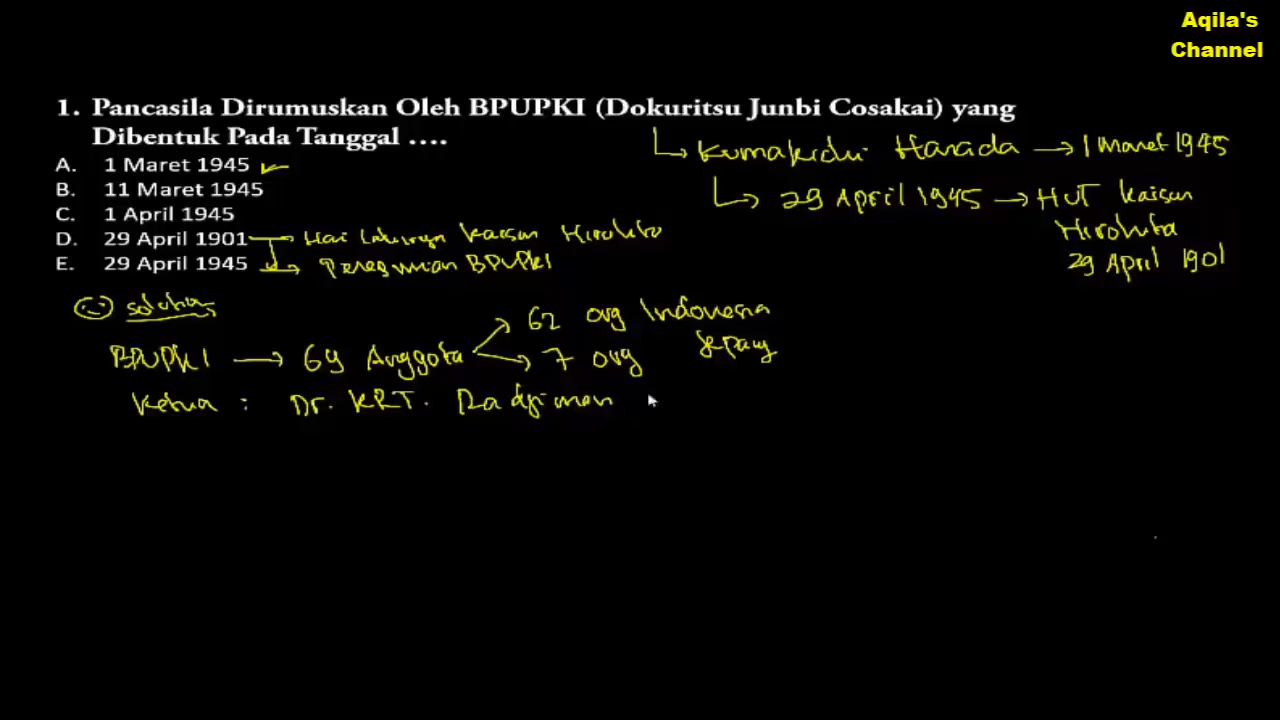 Aqila's
Channel
1. Pancasila Dirumuskan Oleh BPUPKI (Dokuritsu Junbi Cosakai) yang
Dibentuk Pada Tanggal ....
Kumakichi Harada → 1 Maret 1945
A. 1 Maret 1945
B. 11 Maret 1945
29 April 1945 → HUT Kaisar
Hirohito
29 April 1901
C. 1 April 1945
D. 29 April 1901 → Hari Lahirnya Kaisar Hirohito
E. 29 April 1945 → Peresmian BPUPKI
solusi
BPUPKI → 69 Anggota
62 org Indonesia
7 org Jepang
Ketua : Dr. KRT. Radjiman